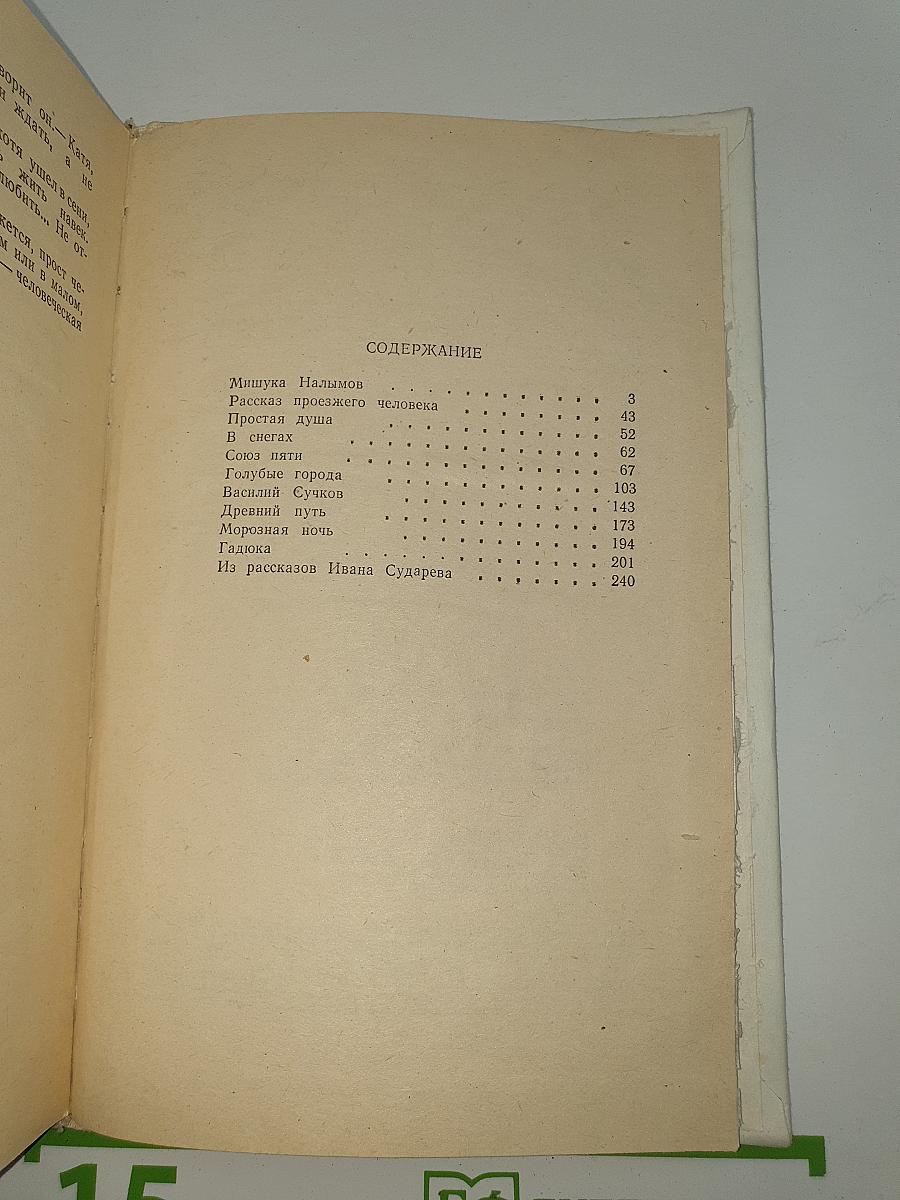 ворит он.— Катя,
ждать, а не
хотя ушел в сени,
жить навек.
любить... Не от-
жется, прост че-
м или в малом,
— человеческая
СОДЕРЖАНИЕ
Мишука Налымов . . . . . . . . . . . . 3
Рассказ проезжего человека . . . . . . . . 43
Простая душа . . . . . . . . . . . . 52
В снегах . . . . . . . . . . . . . . 62
Союз пяти . . . . . . . . . . . . . . 67
Голубые города . . . . . . . . . . . . 103
Василий Сучков . . . . . . . . . . . 143
Древний путь . . . . . . . . . . . . 173
Морозная ночь . . . . . . . . . . . 194
Гадюка . . . . . . . . . . . . . . 201
Из рассказов Ивана Сударева . . . . . . . 240
15